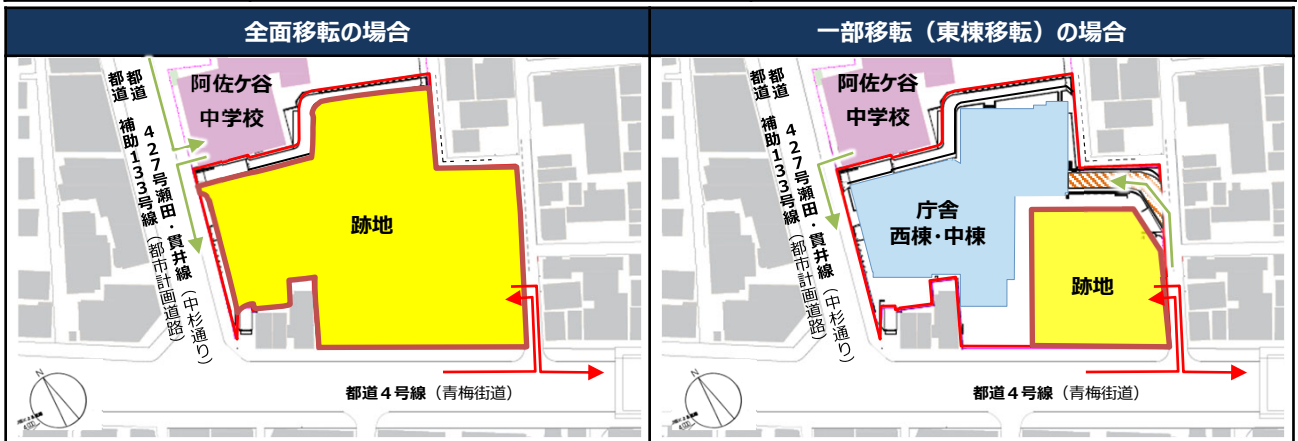 全面移転の場合
阿佐ケ谷
中学校
都道　427号瀬田・貫井線（中杉通り）
都道　補助133号線（都市計画道路）
跡地
都道4号線（青梅街道）
N
一部移転（東棟移転）の場合
阿佐ケ谷
中学校
都道　427号瀬田・貫井線（中杉通り）
都道　補助133号線（都市計画道路）
庁舎
西棟・中棟
跡地
都道4号線（青梅街道）
N